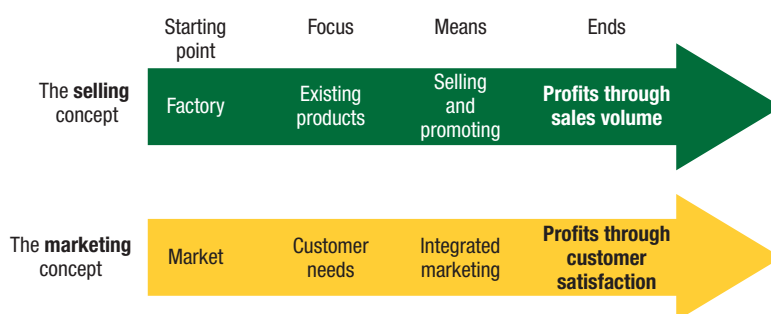 Starting
point
Focus
Means
Ends
The selling
concept
Factory
Existing
products
Selling
and
promoting
Profits through
sales volume
The marketing
concept
Market
Customer
needs
Integrated
marketing
Profits through
customer
satisfaction